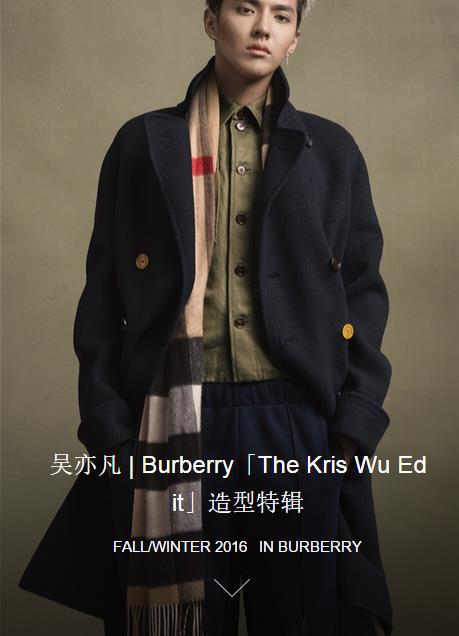 吴亦凡 | Burberry「The Kris Wu Ed
it」造型特辑
FALL/WINTER 2016 IN BURBERRY